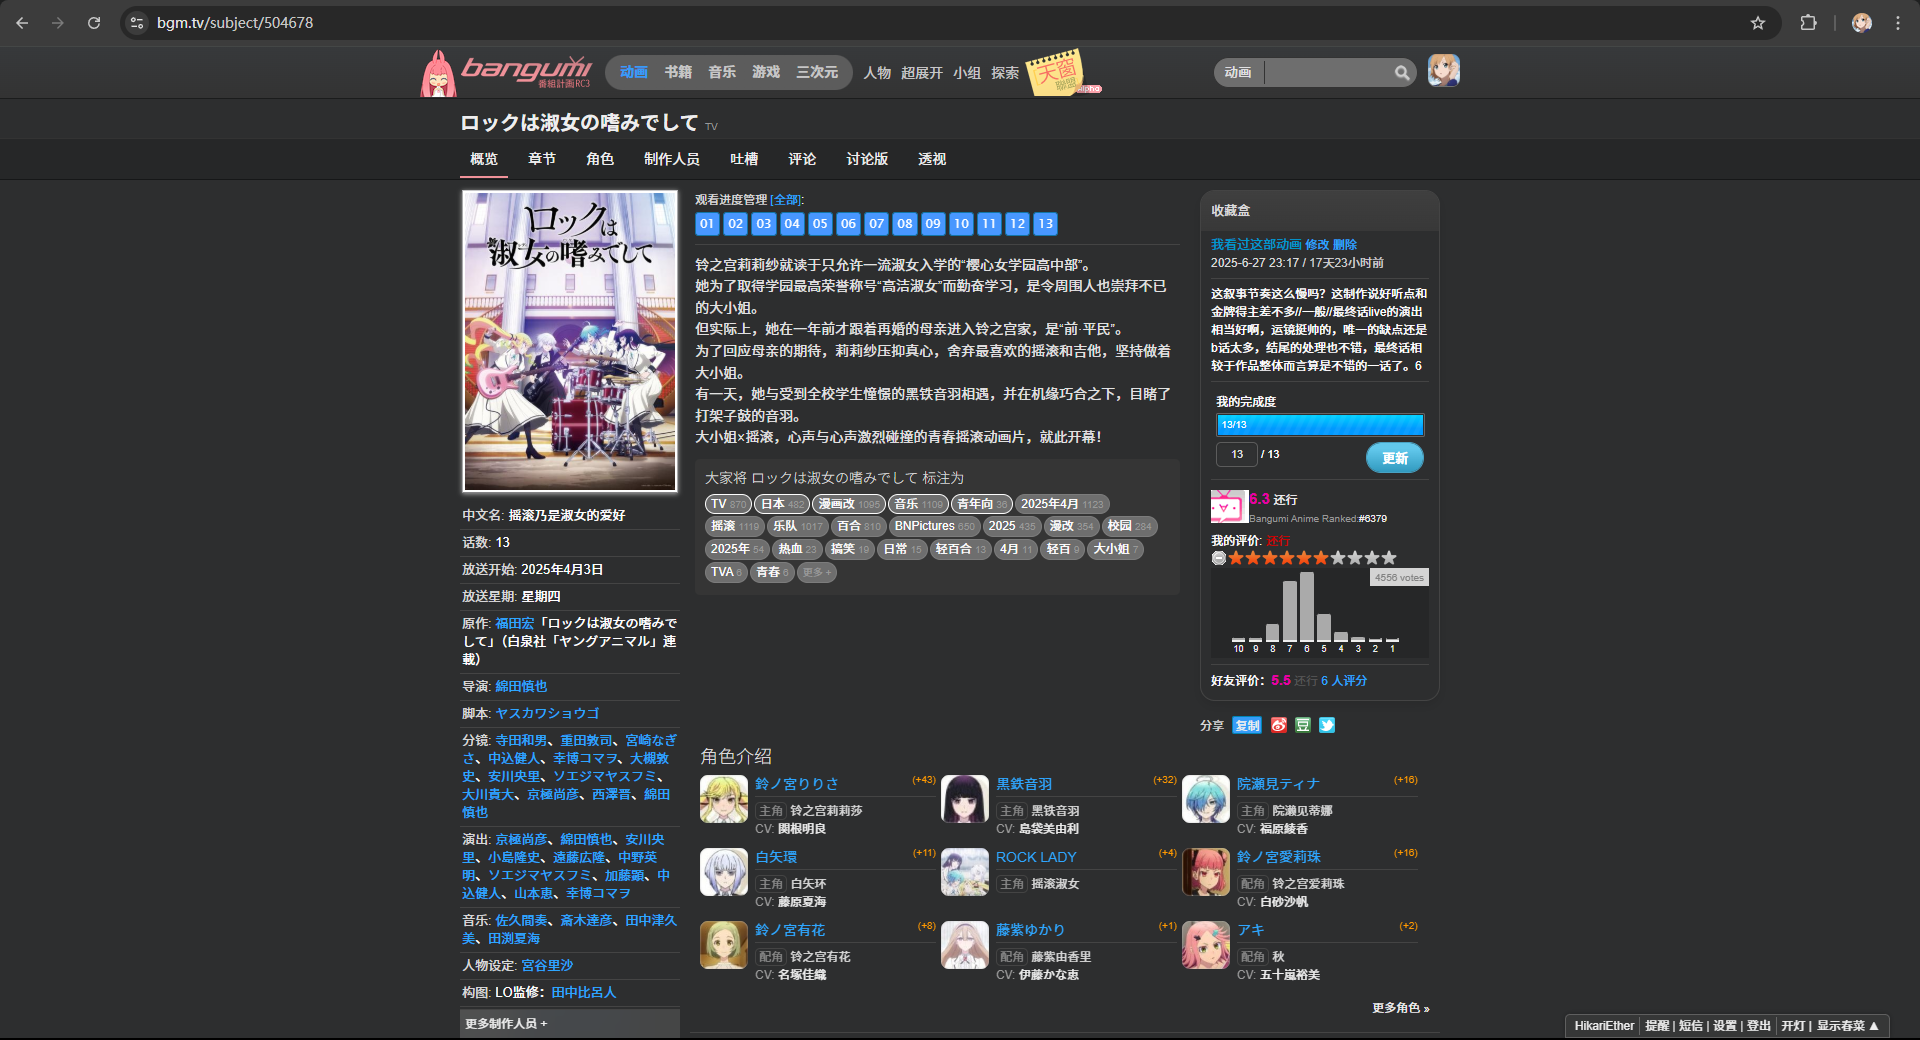 bgm.tv/subject/504678
bangumi
番組計画RC3
动画 书籍 音乐 游戏 三次元 人物 超展开 小组 探索
天窗
聯盟
alpha
动画
ロックは淑女の嗜みでして TV
概览 章节 角色 制作人员 吐槽 评论 讨论版 透视
ロックは
淑女の嗜みでして
中文名: 摇滚乃是淑女的爱好
话数: 13
放送开始: 2025年4月3日
放送星期: 星期四
原作: 福田宏「ロックは淑女の嗜みで
して」（白泉社「ヤングアニマル」連
載）
导演: 綿田慎也
脚本: ヤスカワショウゴ
分镜: 寺田和男、重田敦司、宮崎なぎ
さ、中込健人、幸博コマヲ、大槻敦
史、安川央里、ソエジマヤスフミ、
大川貴大、京極尚彦、西澤晋、綿田
慎也
演出: 京極尚彦、綿田慎也、安川央
里、小島隆史、遠藤広隆、中野英
明、ソエジマヤスフミ、加藤顕、中
込健人、山本恵、幸博コマヲ
音乐: 佐久間奏、斎木達彦、田中津久
美、田渕夏海
人物设定: 宮谷里沙
构图: LO监修：田中比呂人
更多制作人员 +
观看进度管理 [全部]:
01 02 03 04 05 06 07 08 09 10 11 12 13
铃之宫莉莉纱就读于只允许一流淑女入学的“樱心女学园高中部”。
她为了取得学园最高荣誉称号“高洁淑女”而勤奋学习，是令周围人也崇拜不已
的大小姐。
但实际上，她在一年前才跟着再婚的母亲进入铃之宫家，是“前·平民”。
为了回应母亲的期待，莉莉纱压抑真心，舍弃最喜欢的摇滚和吉他，坚持做着
大小姐。
有一天，她与受到全校学生憧憬的黑铁音羽相遇，并在机缘巧合之下，目睹了
打架子鼓的音羽。
大小姐×摇滚，心声与心声激烈碰撞的青春摇滚动画片，就此开幕！
大家将 ロックは淑女の嗜みでして 标注为
TV 870 日本 482 漫画改 1095 音乐 1109 青年向 36 2025年4月 1123
摇滚 1119 乐队 1017 百合 810 BNPictures 650 2025 435 漫改 354 校园 284
2025年 54 热血 23 搞笑 19 日常 15 轻百合 13 4月 11 轻百 9 大小姐 7
TVA 6 青春 6 更多 +
收藏盒
我看过这部动画 修改 删除
2025-6-27 23:17 / 17天23小时前
这叙事节奏这么慢吗？这制作说好听点和
金牌得主差不多//一般//最终话live的演出
相当好啊，运镜挺帅的，唯一的缺点还是
b话太多，结尾的处理也不错，最终话相
较于作品整体而言算是不错的一话了。6
我的完成度
13/13
13 / 13 更新
6.3 还行
Bangumi Anime Ranked:#6379
我的评价: 还行
4556 votes
10 9 8 7 6 5 4 3 2 1
好友评价: 5.5 还行 6 人评分
分享 复制 豆
角色介绍
鈴ノ宮りりさ (+43)
主角 铃之宫莉莉莎
CV: 関根明良
黒鉄音羽 (+32)
主角 黑铁音羽
CV: 島袋美由利
院瀬見ティナ (+16)
主角 院濑见蒂娜
CV: 福原綾香
白矢環 (+11)
主角 白矢环
CV: 藤原夏海
ROCK LADY (+4)
主角 摇滚淑女
鈴ノ宮愛莉珠 (+16)
配角 铃之宫爱莉珠
CV: 白砂沙帆
鈴ノ宮有花 (+8)
配角 铃之宫有花
CV: 名塚佳織
藤紫ゆかり (+1)
配角 藤紫由香里
CV: 伊藤かな恵
アキ (+2)
配角 秋
CV: 五十嵐裕美
更多角色 »
HikariEther 提醒 | 短信 | 设置 | 登出 开灯 | 显示春菜 ▲